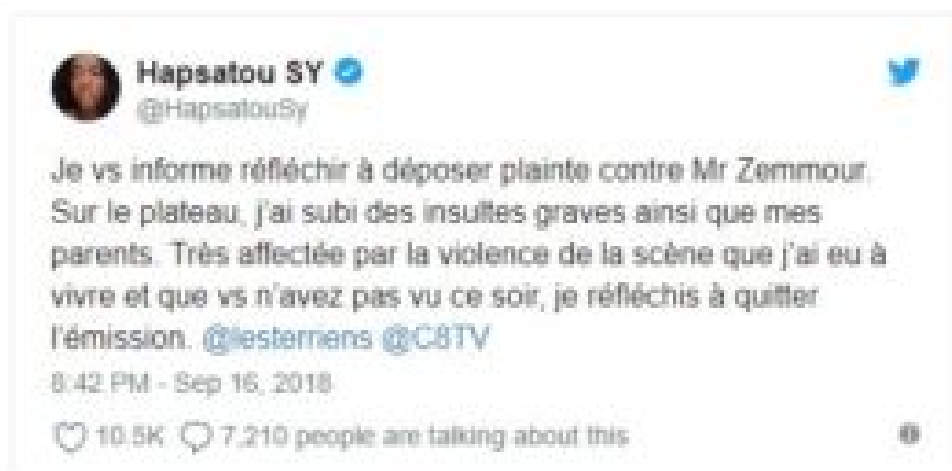 Hapsatou SY
@HapsatouSy
Je vs informe réfléchir à déposer plainte contre Mr Zemmour.
Sur le plateau, j'ai subi des insultes graves ainsi que mes
parents. Très affectée par la violence de la scène que j'ai eu à
vivre et que vs n'avez pas vu ce soir, je réfléchis à quitter
l'émission. @lesterriens @C8TV
8:42 PM - Sep 16, 2018
10.5K 7,210 people are talking about this